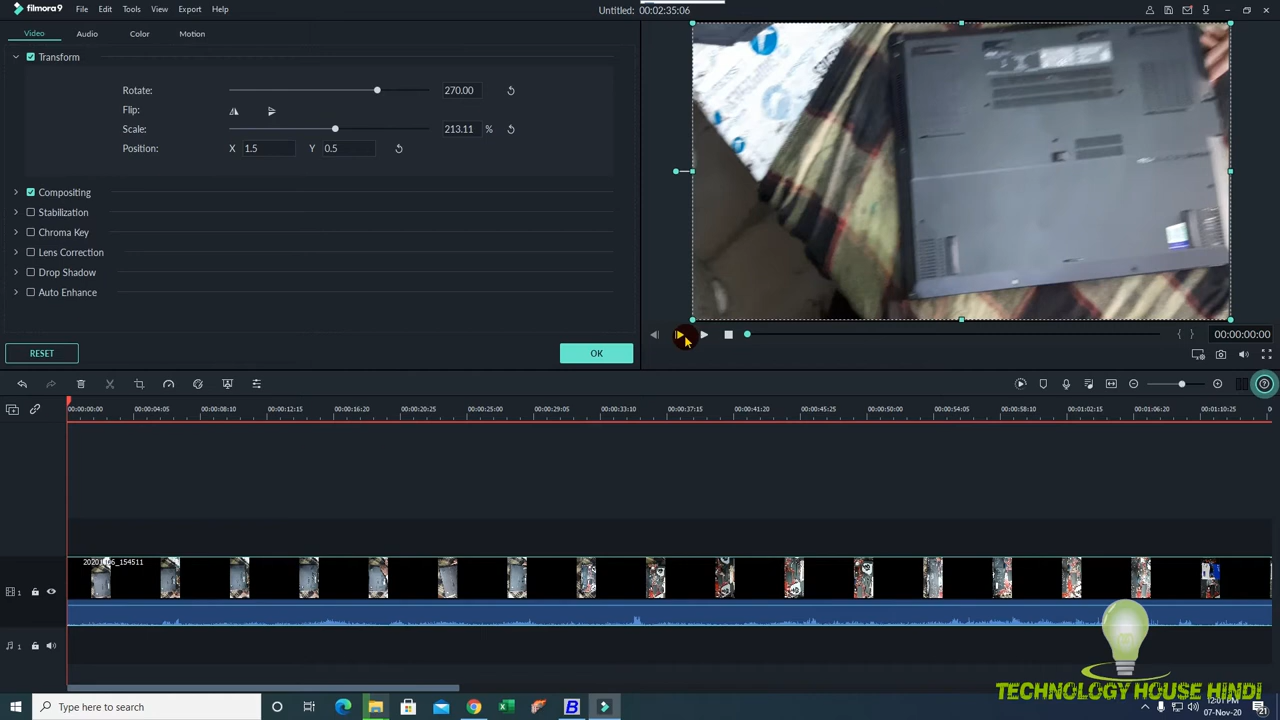 filmora9 File Edit Tools View Export Help Untitled: 00:02:35:06
Video Audio Color Motion
Transform
Rotate: 270.00
Flip:
Scale: 213.11 %
Position: X 1.5 Y 0.5
Compositing
Stabilization
Chroma Key
Lens Correction
Drop Shadow
Auto Enhance
RESET OK
{ } 00:00:00:00
00:00:00:00 00:00:04:05 00:00:08:10 00:00:12:15 00:00:16:20 00:00:20:25 00:00:25:00 00:00:29:05 00:00:33:10 00:00:37:15 00:00:41:20 00:00:45:25 00:00:50:00 00:00:54:05 00:00:58:10 00:01:02:15 00:01:06:20 00:01:10:25
1
1
TECHNOLOGY HOUSE HINDI
Type here to search
12:01 PM
07-Nov-20